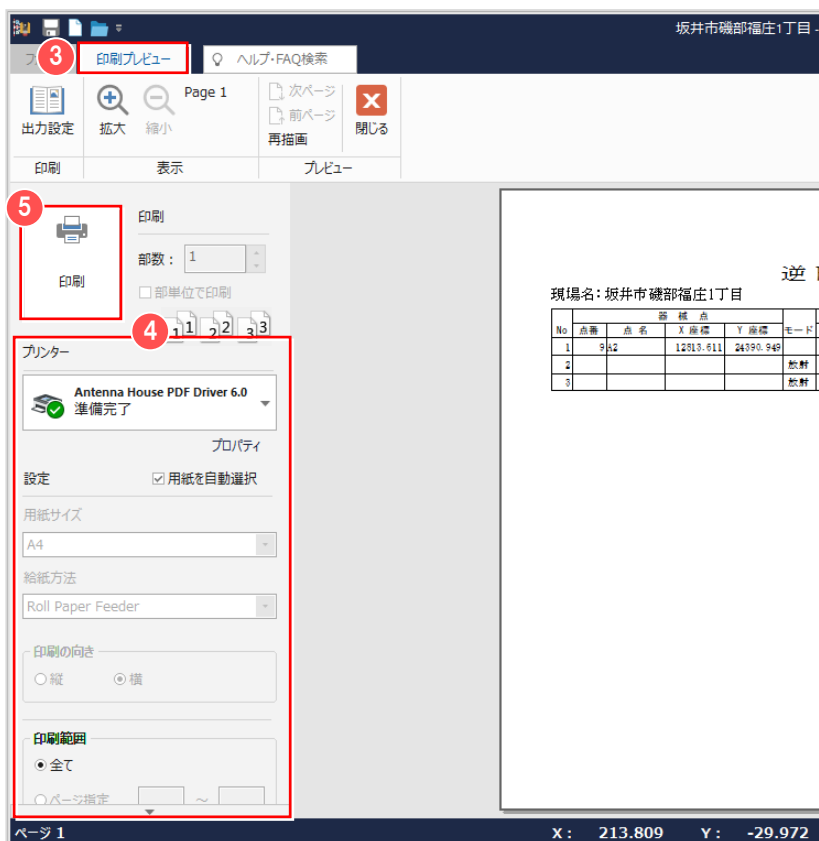 坂井市磯部福庄1丁目 -
3
印刷プレビュー
ヘルプ・FAQ検索
出力設定
拡大
縮小
Page 1
次ページ
前ページ
再描画
閉じる
印刷
表示
プレビュー
5
印刷
印刷
部数： 1
部単位で印刷
4
1 1 2 2 3 3
プリンター
Antenna House PDF Driver 6.0
準備完了
プロパティ
設定
用紙を自動選択
用紙サイズ
A4
給紙方法
Roll Paper Feeder
印刷の向き
縦
横
印刷範囲
全て
ページ指定 ～
逆
現場名：坂井市磯部福庄1丁目
器 械 点
No 点番 点 名 X 座標 Y 座標 モード
1 9 A2 12813.611 24390.949
2 放射
3 放射
ページ 1
X： 213.809 Y： -29.972